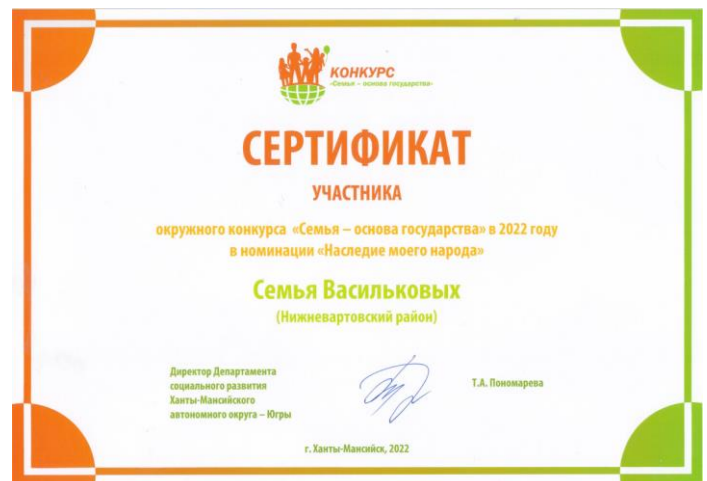 КОНКУРС
«Семья – основа государства»
СЕРТИФИКАТ
УЧАСТНИКА
окружного конкурса «Семья – основа государства» в 2022 году
в номинации «Наследие моего народа»
Семья Васильковых
(Нижневартовский район)
Директор Департамента
социального развития
Ханты-Мансийского
автономного округа – Югры
Т.А. Пономарева
г. Ханты-Мансийск, 2022